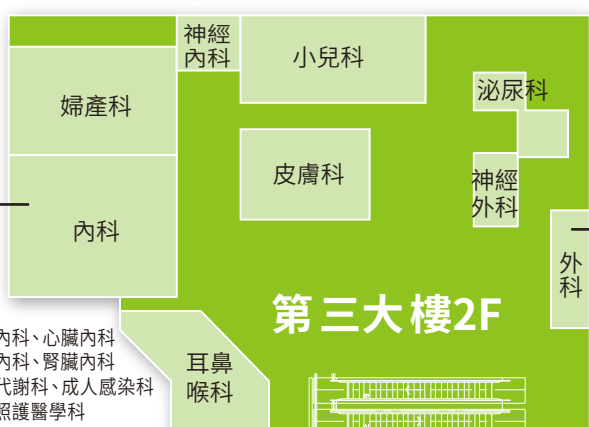 神經
內科
小兒科
泌尿科
婦產科
皮膚科
神經
外科
內科
外
科
第三大樓2F
內科、心臟內科
內科、腎臟內科
代謝科、成人感染科
照護醫學科
耳鼻
喉科